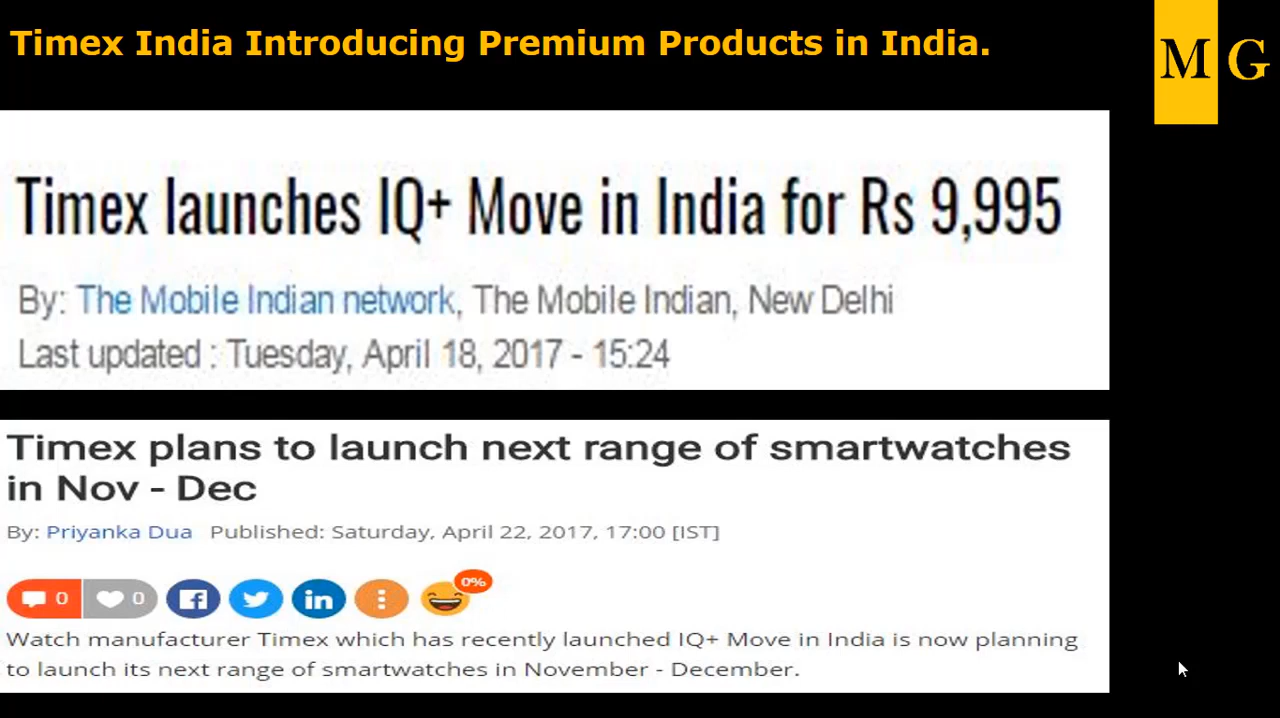 Timex India Introducing Premium Products in India.
M G
Timex launches IQ+ Move in India for Rs 9,995
By: The Mobile Indian network, The Mobile Indian, New Delhi
Last updated : Tuesday, April 18, 2017 - 15:24
Timex plans to launch next range of smartwatches
in Nov - Dec
By: Priyanka Dua Published: Saturday, April 22, 2017, 17:00 [IST]
0 0 f in 0%
Watch manufacturer Timex which has recently launched IQ+ Move in India is now planning
to launch its next range of smartwatches in November - December.